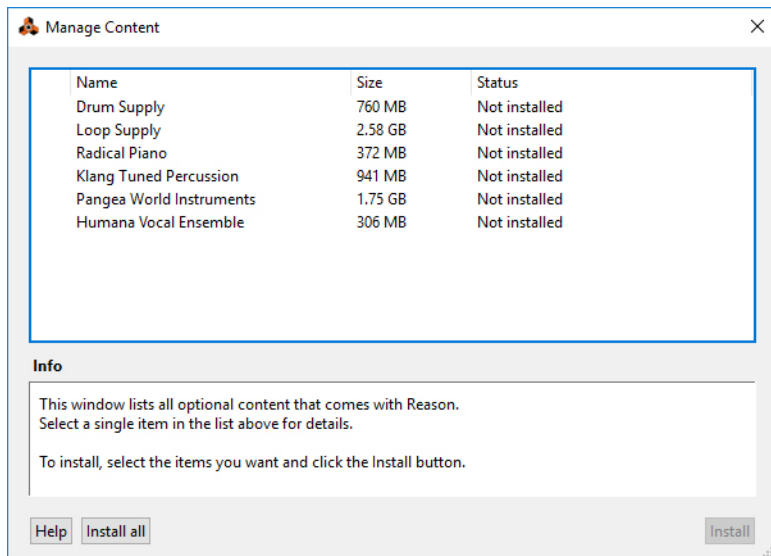 Manage Content
Name Size Status
Drum Supply 760 MB Not installed
Loop Supply 2.58 GB Not installed
Radical Piano 372 MB Not installed
Klang Tuned Percussion 941 MB Not installed
Pangea World Instruments 1.75 GB Not installed
Humana Vocal Ensemble 306 MB Not installed
Info
This window lists all optional content that comes with Reason.
Select a single item in the list above for details.
To install, select the items you want and click the Install button.
Help Install all Install